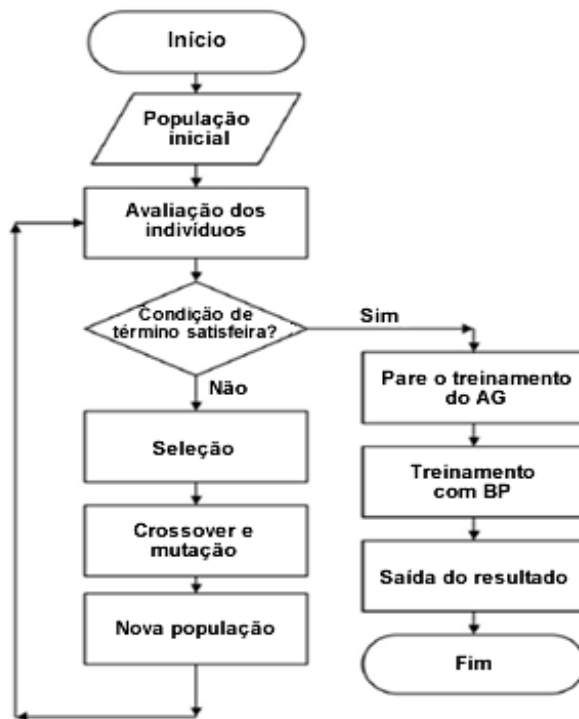 Início
População
inicial
Avaliação dos
indivíduos
Condição de
término satisfeira?
Sim
Não
Seleção
Crossover e
mutação
Nova população
Pare o treinamento
do AG
Treinamento
com BP
Saída do resultado
Fim